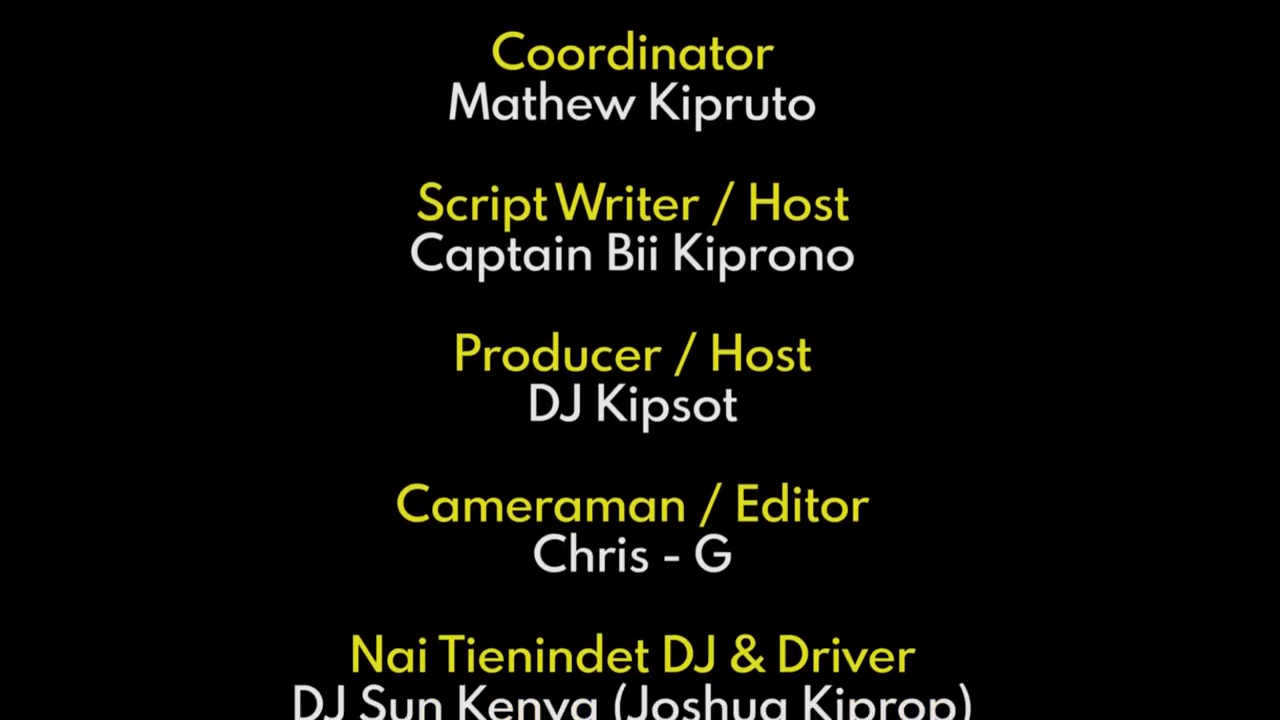 Coordinator
Mathew Kipruto
Script Writer / Host
Captain Bii Kiprono
Producer / Host
DJ Kipsot
Cameraman / Editor
Chris - G
Nai Tienindet DJ & Driver
DJ Sun Kenya (Joshua Kiprop)